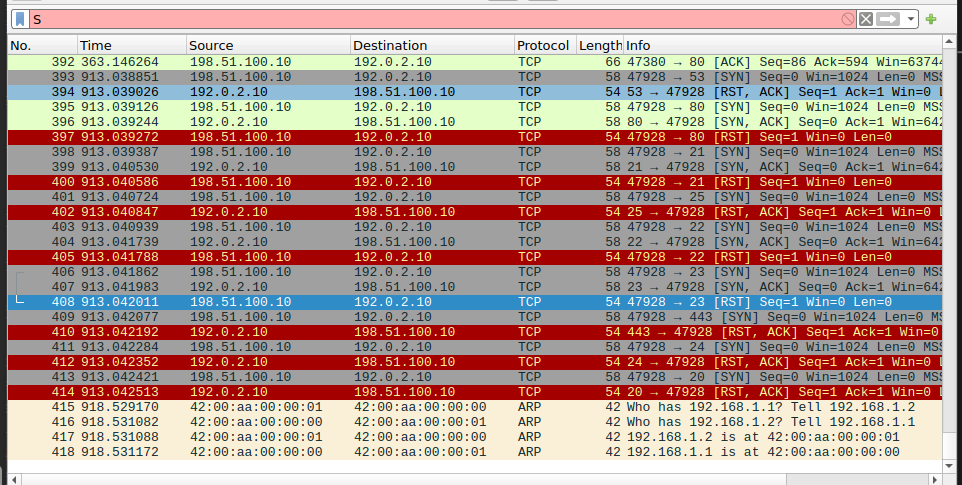 S
No. Time Source Destination Protocol Length Info
392 363.146264 198.51.100.10 192.0.2.10 TCP 66 47380 → 80 [ACK] Seq=86 Ack=594 Win=63744
393 913.038851 198.51.100.10 192.0.2.10 TCP 58 47928 → 53 [SYN] Seq=0 Win=1024 Len=0 MSS
394 913.039026 192.0.2.10 198.51.100.10 TCP 54 53 → 47928 [RST, ACK] Seq=1 Ack=1 Win=0 L
395 913.039126 198.51.100.10 192.0.2.10 TCP 58 47928 → 80 [SYN] Seq=0 Win=1024 Len=0 MSS
396 913.039244 192.0.2.10 198.51.100.10 TCP 58 80 → 47928 [SYN, ACK] Seq=0 Ack=1 Win=642
397 913.039272 198.51.100.10 192.0.2.10 TCP 54 47928 → 80 [RST] Seq=1 Win=0 Len=0
398 913.039387 198.51.100.10 192.0.2.10 TCP 58 47928 → 21 [SYN] Seq=0 Win=1024 Len=0 MSS
399 913.040530 192.0.2.10 198.51.100.10 TCP 58 21 → 47928 [SYN, ACK] Seq=0 Ack=1 Win=642
400 913.040586 198.51.100.10 192.0.2.10 TCP 54 47928 → 21 [RST] Seq=1 Win=0 Len=0
401 913.040724 198.51.100.10 192.0.2.10 TCP 58 47928 → 25 [SYN] Seq=0 Win=1024 Len=0 MSS
402 913.040847 192.0.2.10 198.51.100.10 TCP 54 25 → 47928 [RST, ACK] Seq=1 Ack=1 Win=0 L
403 913.040939 198.51.100.10 192.0.2.10 TCP 58 47928 → 22 [SYN] Seq=0 Win=1024 Len=0 MSS
404 913.041739 192.0.2.10 198.51.100.10 TCP 58 22 → 47928 [SYN, ACK] Seq=0 Ack=1 Win=642
405 913.041788 198.51.100.10 192.0.2.10 TCP 54 47928 → 22 [RST] Seq=1 Win=0 Len=0
406 913.041862 198.51.100.10 192.0.2.10 TCP 58 47928 → 23 [SYN] Seq=0 Win=1024 Len=0 MSS
407 913.041983 192.0.2.10 198.51.100.10 TCP 58 23 → 47928 [SYN, ACK] Seq=0 Ack=1 Win=642
408 913.042011 198.51.100.10 192.0.2.10 TCP 54 47928 → 23 [RST] Seq=1 Win=0 Len=0
409 913.042077 198.51.100.10 192.0.2.10 TCP 58 47928 → 443 [SYN] Seq=0 Win=1024 Len=0 MS
410 913.042192 192.0.2.10 198.51.100.10 TCP 54 443 → 47928 [RST, ACK] Seq=1 Ack=1 Win=0
411 913.042284 198.51.100.10 192.0.2.10 TCP 58 47928 → 24 [SYN] Seq=0 Win=1024 Len=0 MSS
412 913.042352 192.0.2.10 198.51.100.10 TCP 54 24 → 47928 [RST, ACK] Seq=1 Ack=1 Win=0 L
413 913.042421 198.51.100.10 192.0.2.10 TCP 58 47928 → 20 [SYN] Seq=0 Win=1024 Len=0 MSS
414 913.042513 192.0.2.10 198.51.100.10 TCP 54 20 → 47928 [RST, ACK] Seq=1 Ack=1 Win=0 L
415 918.529170 42:00:aa:00:00:01 42:00:aa:00:00:00 ARP 42 Who has 192.168.1.1? Tell 192.168.1.2
416 918.531082 42:00:aa:00:00:00 42:00:aa:00:00:01 ARP 42 Who has 192.168.1.2? Tell 192.168.1.1
417 918.531088 42:00:aa:00:00:01 42:00:aa:00:00:00 ARP 42 192.168.1.2 is at 42:00:aa:00:00:01
418 918.531172 42:00:aa:00:00:00 42:00:aa:00:00:01 ARP 42 192.168.1.1 is at 42:00:aa:00:00:00